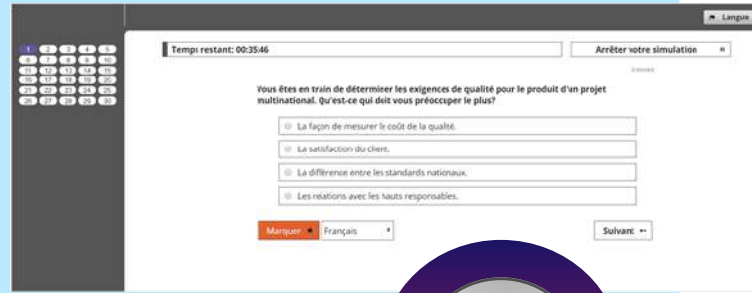 Langue
1 2 3 4 5
6 7 8 9 10
11 12 13 14 15
16 17 18 19 20
21 22 23 24 25
26 27 28 29 30
Temps restant: 00:35:46
Arrêter votre simulation
Vous êtes en train de déterminer les exigences de qualité pour le produit d'un projet
multinational. Qu'est-ce qui doit vous préoccuper le plus?
La façon de mesurer le coût de la qualité.
La satisfaction du client.
La différence entre les standards nationaux.
Les relations avec les hauts responsables.
Marquer Français Suivant